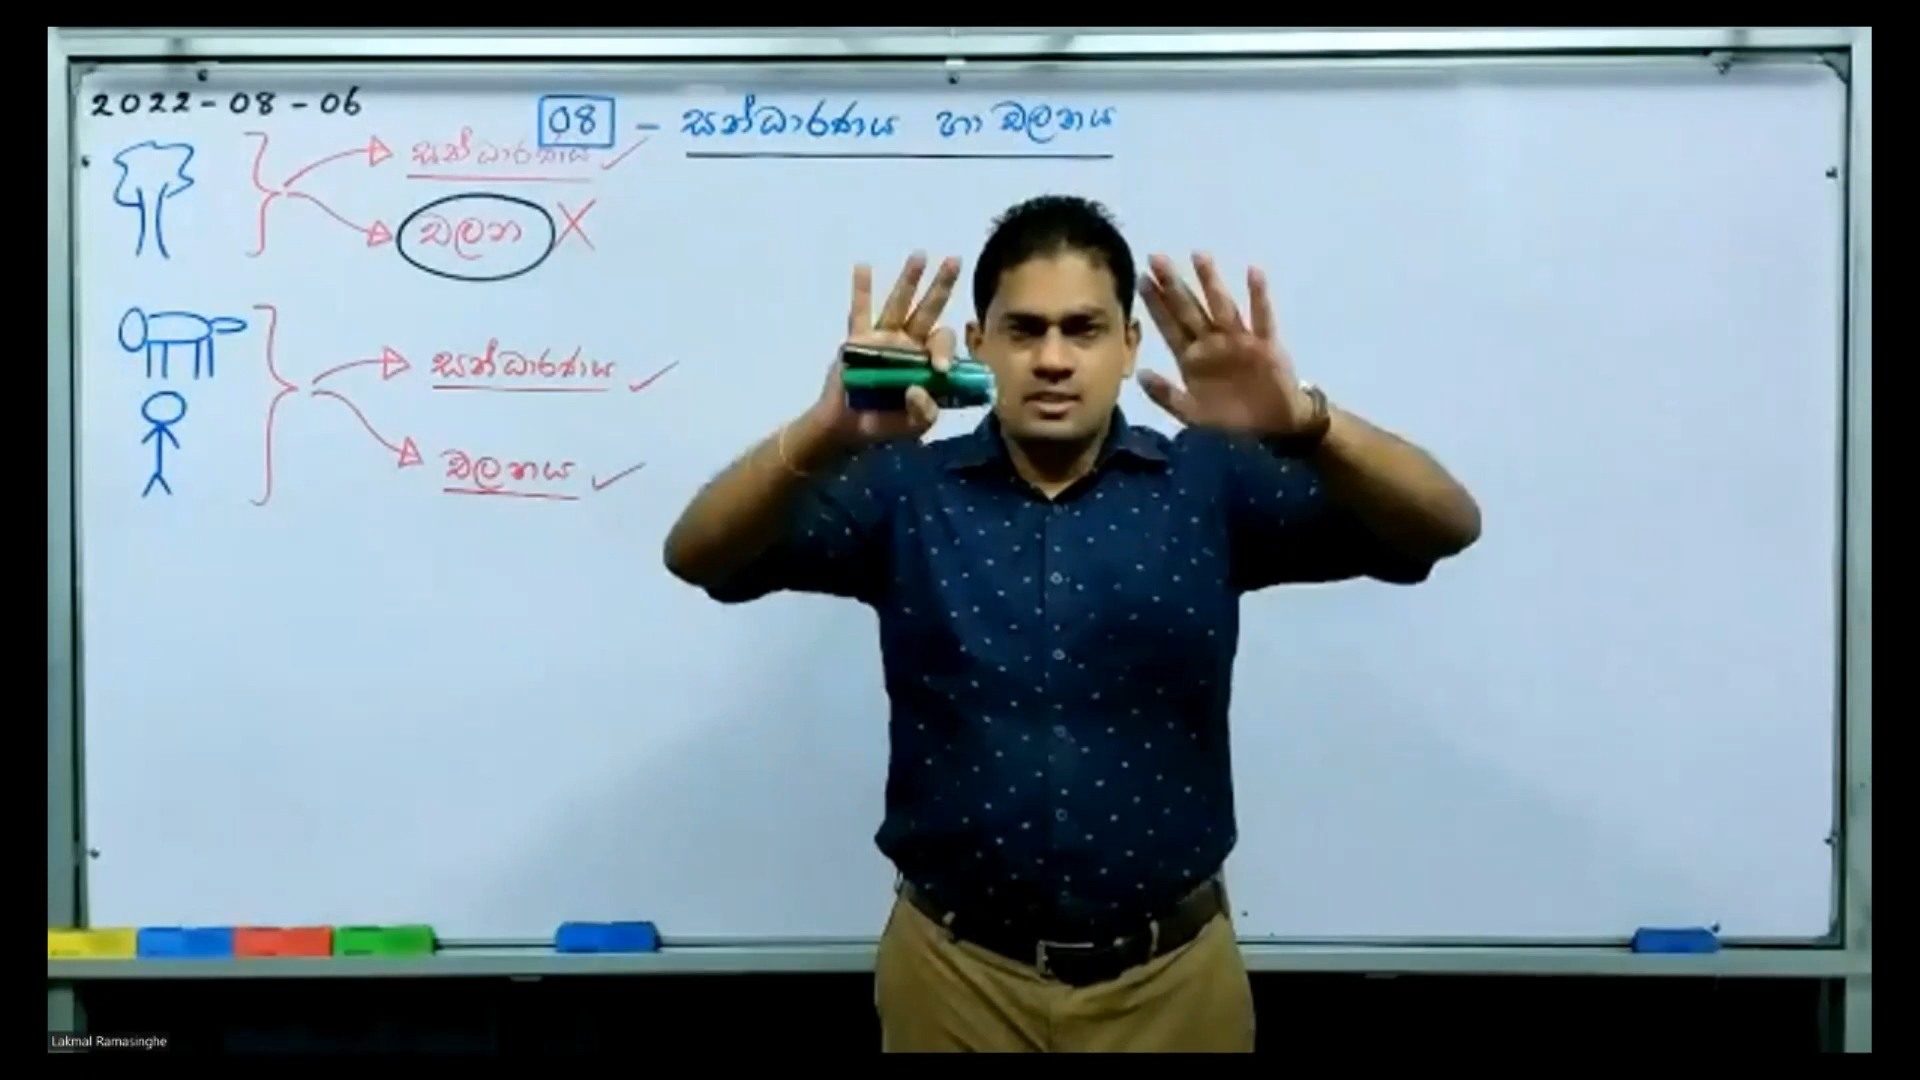 2022-08-06
08 - සන්ධාරණය හා චලනය
සන්ධාරණය ✓
චලන X
සන්ධාරණය ✓
චලනය ✓
Lakmal Ramasinghe